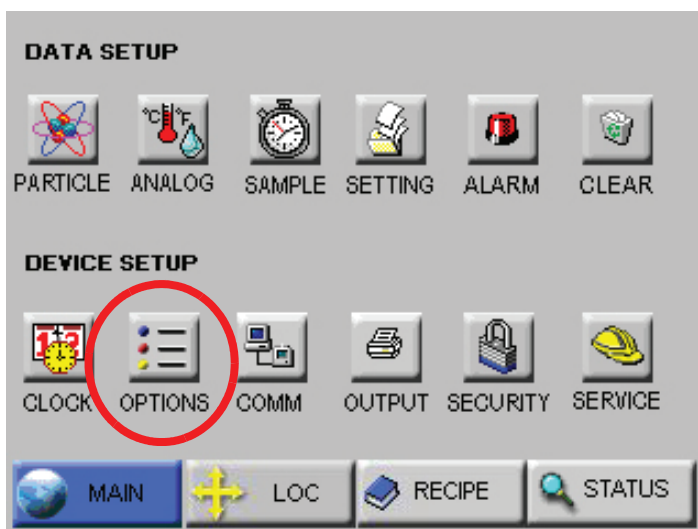 DATA SETUP
°C °F
PARTICLE ANALOG SAMPLE SETTING ALARM CLEAR
DEVICE SETUP
CLOCK OPTIONS COMM OUTPUT SECURITY SERVICE
MAIN LOC RECIPE STATUS